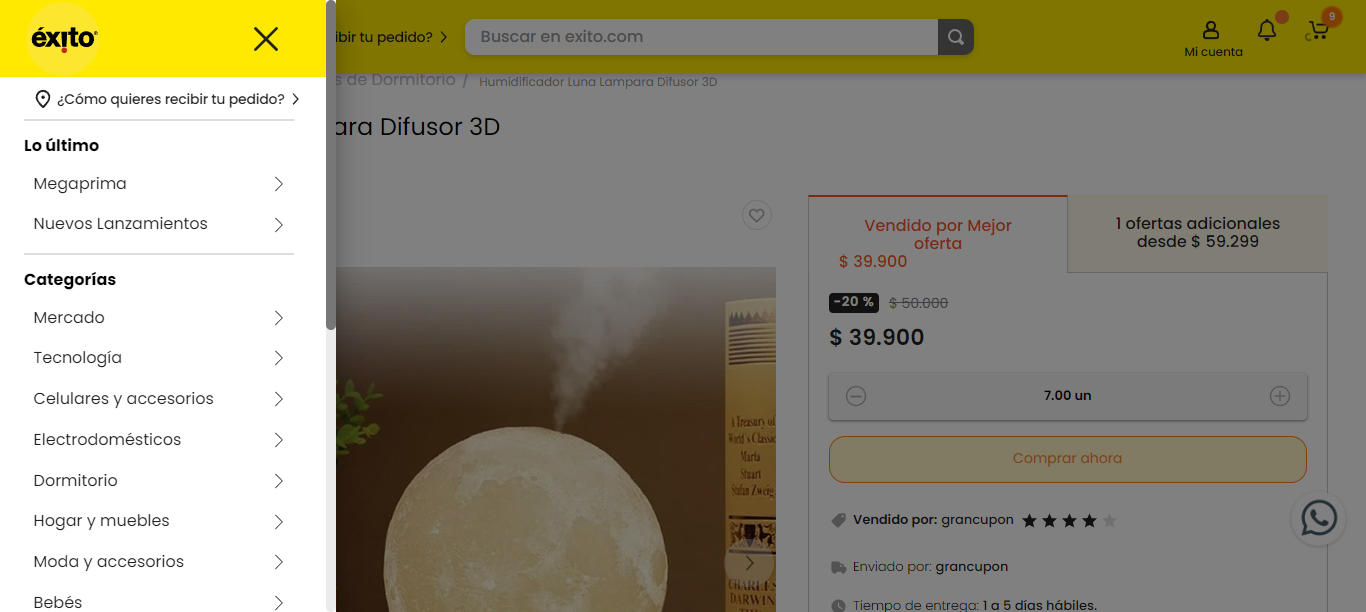 éxito
¿Cómo quieres recibir tu pedido?
Lo último
Megaprima
Nuevos Lanzamientos
Categorías
Mercado
Tecnología
Celulares y accesorios
Electrodomésticos
Dormitorio
Hogar y muebles
Moda y accesorios
Bebés
ibir tu pedido?
Buscar en exito.com
Mi cuenta
9
s de Dormitorio / Humidificador Luna Lampara Difusor 3D
ara Difusor 3D
Vendido por Mejor
oferta
$ 39.900
1 ofertas adicionales
desde $ 59.299
-20 % $ 50.000
$ 39.900
7.00 un
Comprar ahora
Vendido por: grancupon
Enviado por: grancupon
Tiempo de entrega: 1 a 5 días hábiles.
A Treasury of
World's Classic
Marta
Stuart
Stefan Zweig
CHARLES
DARWIN